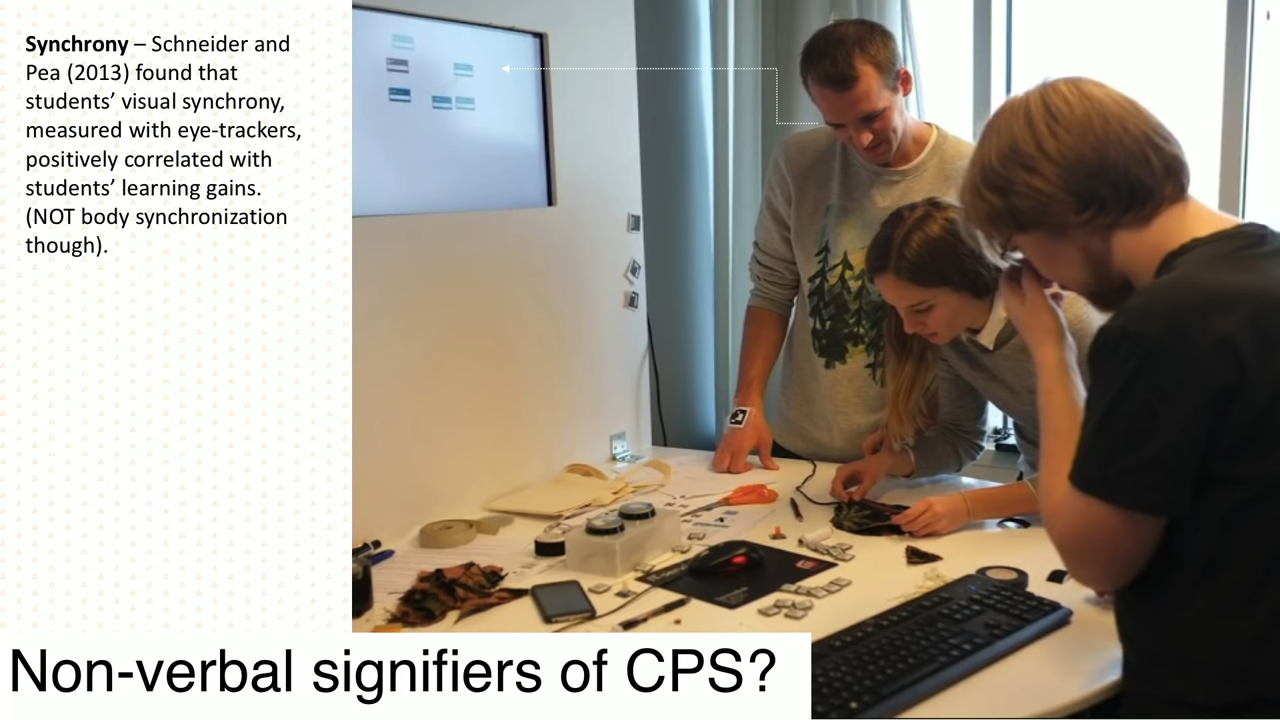 Synchrony – Schneider and
Pea (2013) found that
students’ visual synchrony,
measured with eye-trackers,
positively correlated with
students’ learning gains.
(NOT body synchronization
though).
Non-verbal signifiers of CPS?